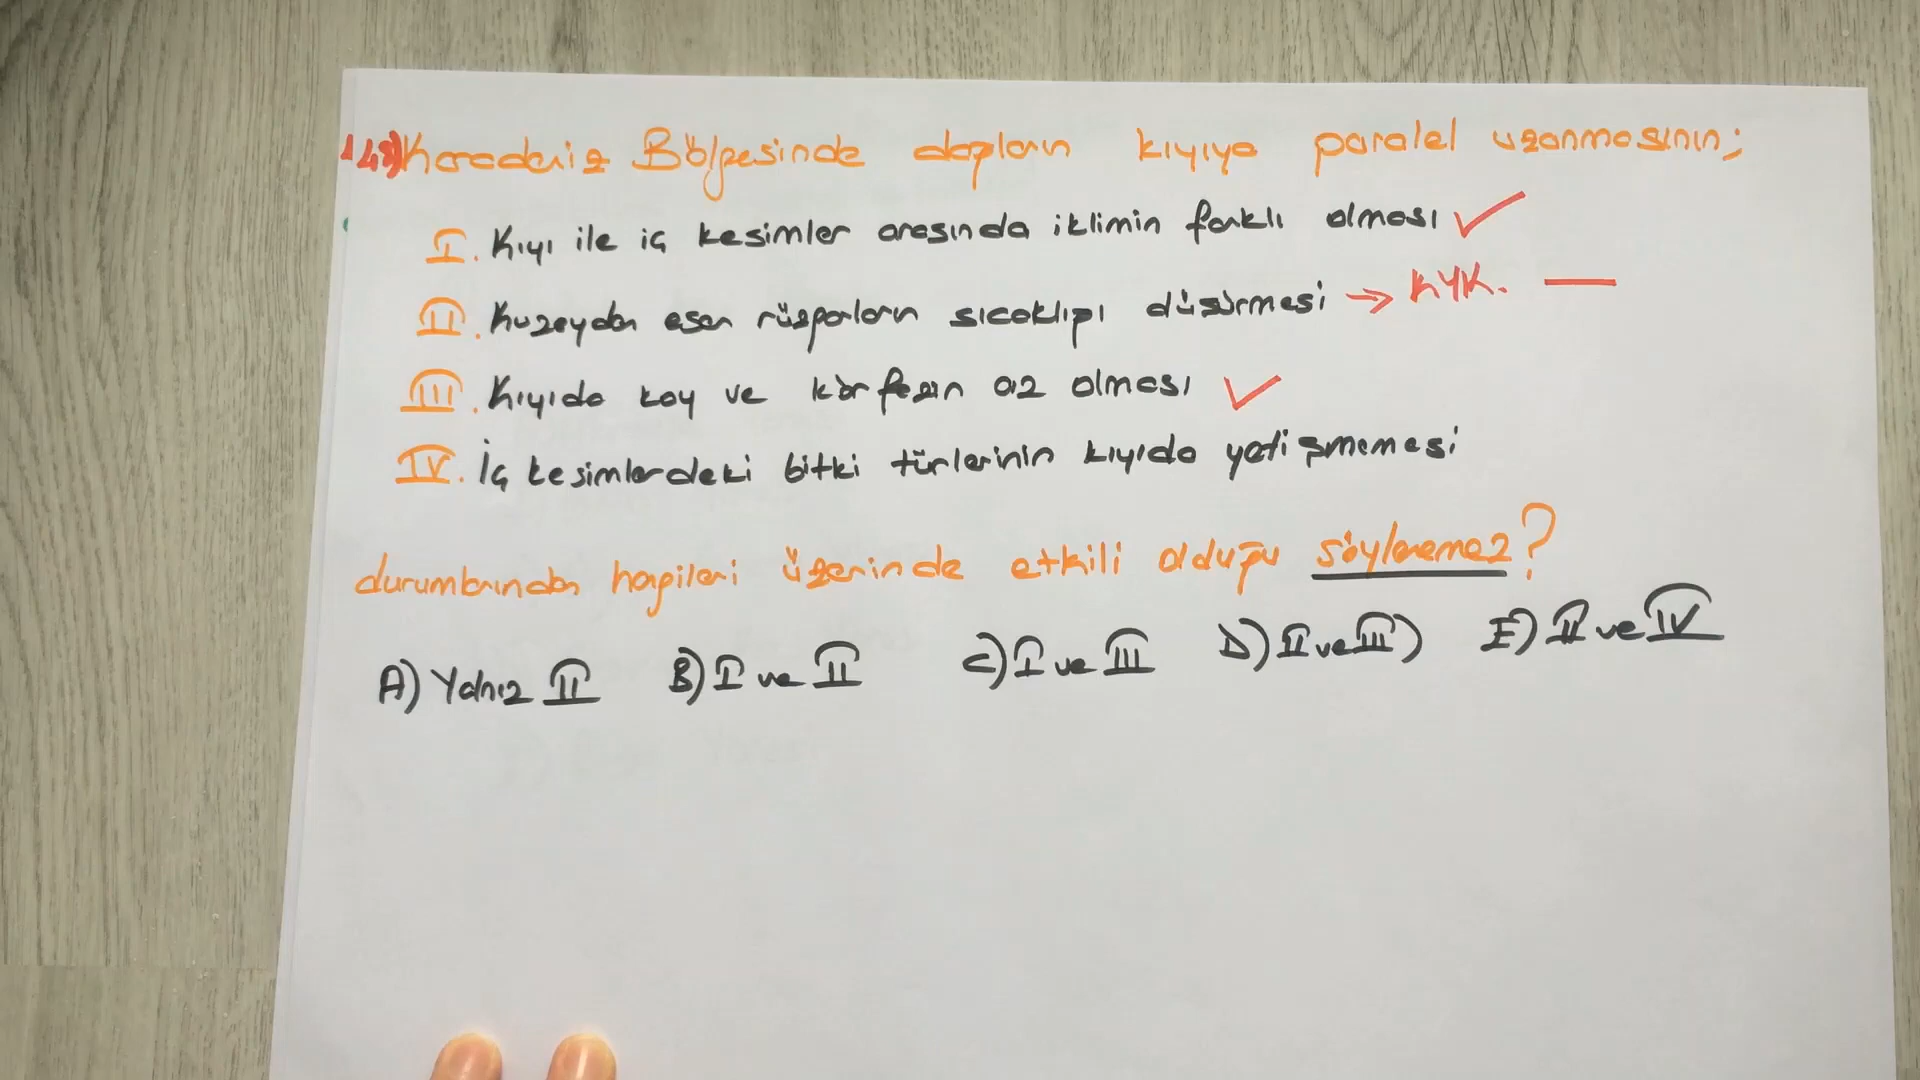 143) Karadeniz Bölgesinde dağların kıyıya paralel uzanmasının;
I. Kıyı ile iç kesimler arasında iklimin farklı olması ✓
II. Kuzeyden esen rüzgarların sıcaklığı düşürmesi → KYK. —
III. Kıyıda koy ve körfezin az olması ✓
IV. İç kesimlerdeki bitki türlerinin kıyıda yetişmemesi
durumlarından hangileri üzerinde etkili olduğu söylenemez?
A) Yalnız II B) I ve II C) I ve III D) II ve III) E) II ve IV